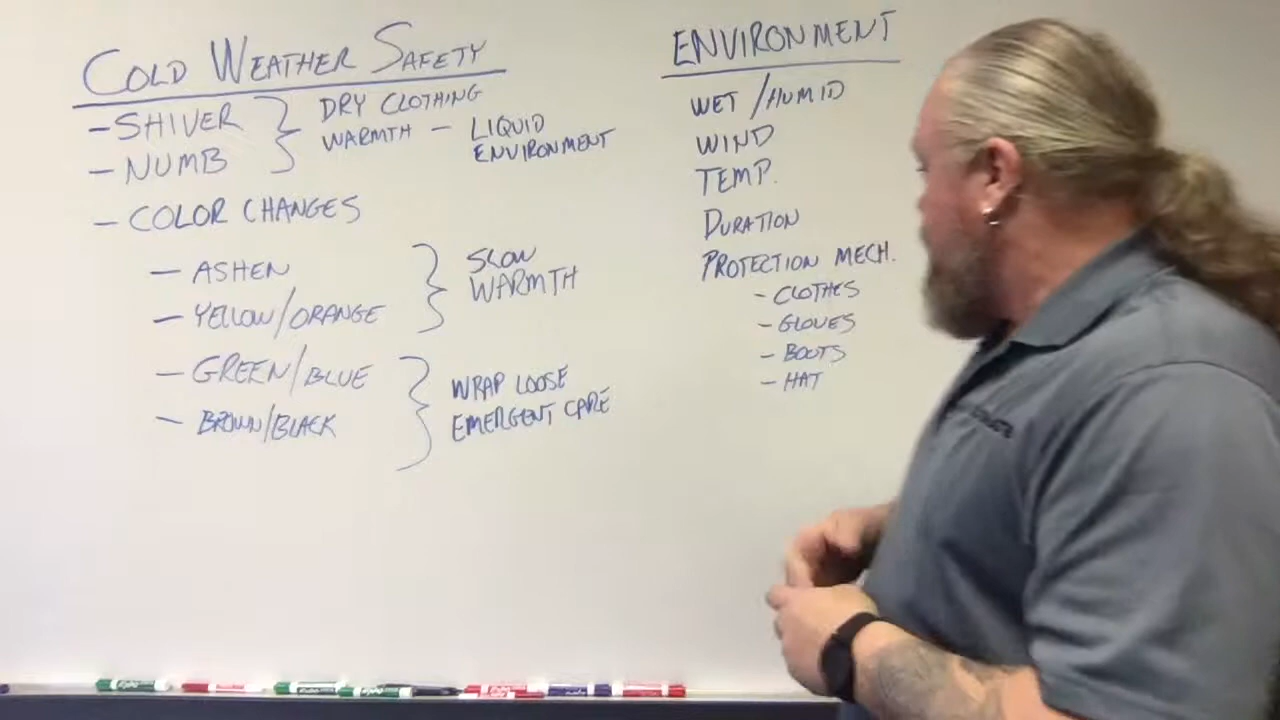 COLD WEATHER SAFETY
- SHIVER
- NUMB
DRY CLOTHING
WARMTH - LIQUID
ENVIRONMENT
- COLOR CHANGES
- ASHEN
- YELLOW/ORANGE
SLOW
WARMTH
- GREEN/BLUE
- BROWN/BLACK
WRAP LOOSE
EMERGENT CARE
ENVIRONMENT
WET/HUMID
WIND
TEMP.
DURATION
PROTECTION MECH.
- CLOTHES
- GLOVES
- BOOTS
- HAT